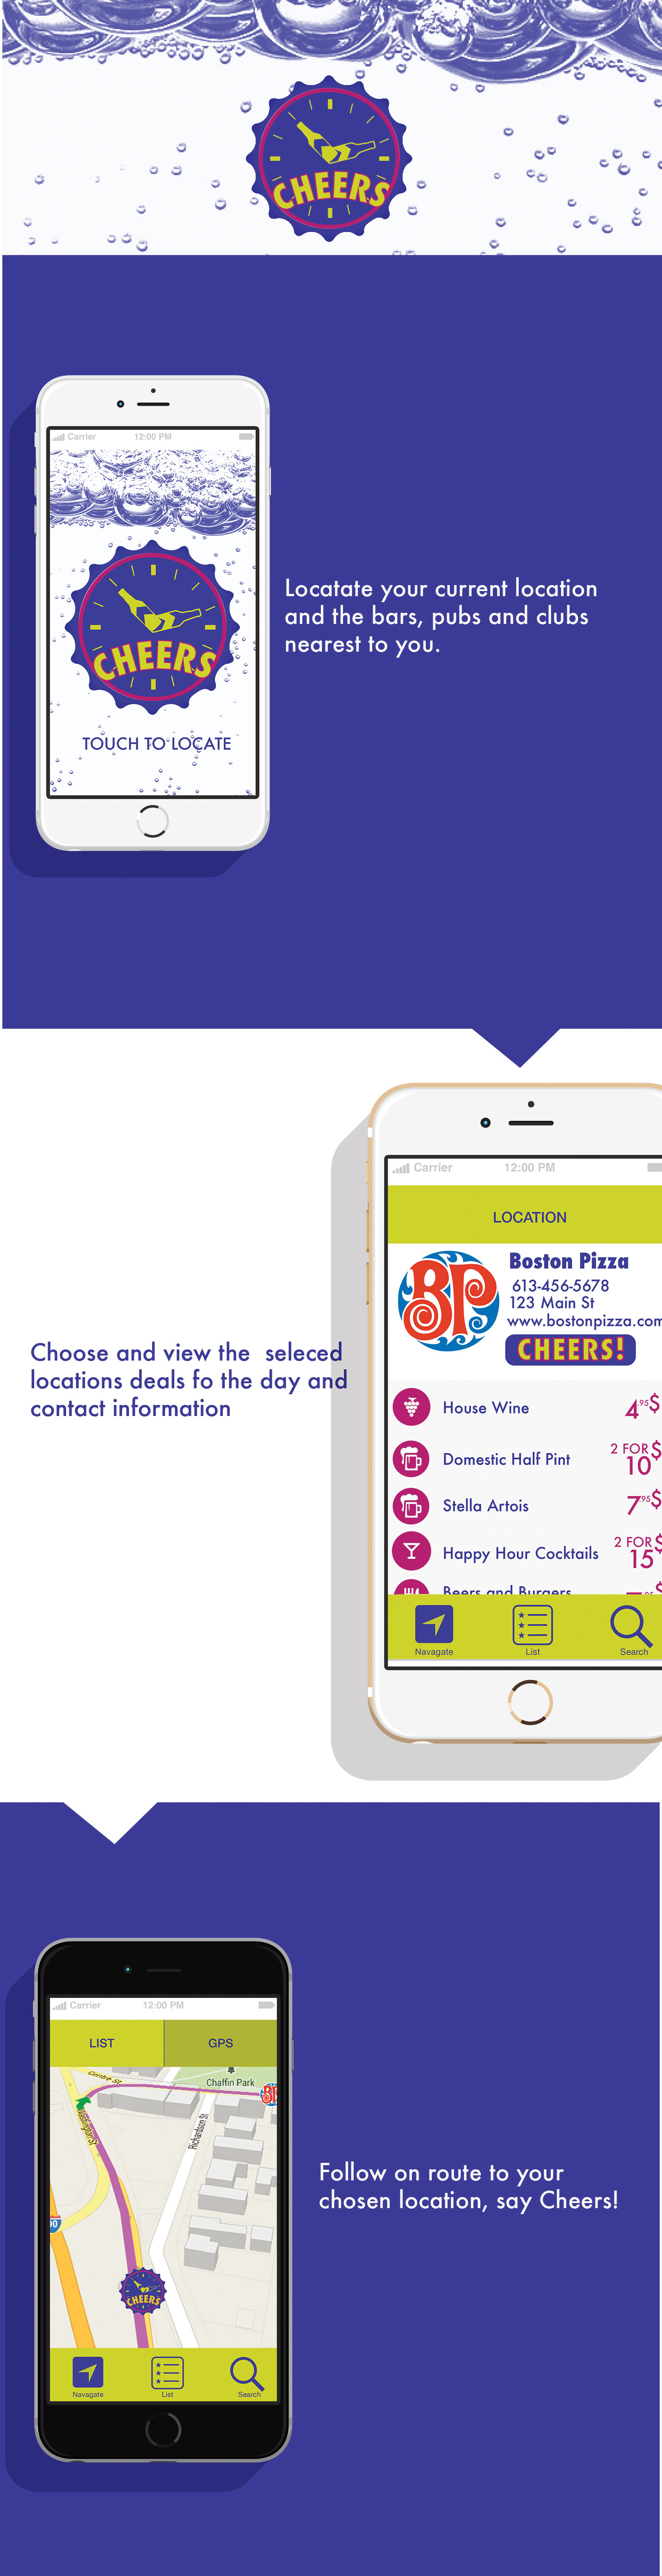 CHEERS
Carrier 12:00 PM
CHEERS
TOUCH TO LOCATE
Locatate your current location
and the bars, pubs and clubs
nearest to you.
Carrier 12:00 PM
LOCATION
BP
Boston Pizza
613-456-5678
123 Main St
www.bostonpizza.com
CHEERS!
House Wine 4.95$
Domestic Half Pint 2 FOR $ 10
Stella Artois 7.95$
Happy Hour Cocktails 2 FOR $ 15
Beers and Burgers
Navagate List Search
Choose and view the seleced
locations deals fo the day and
contact information
Carrier 12:00 PM
LIST GPS
Centre St
Chaffin Park
BP
Washington St
Richardson St
CHEERS
Navagate List Search
Follow on route to your
chosen location, say Cheers!